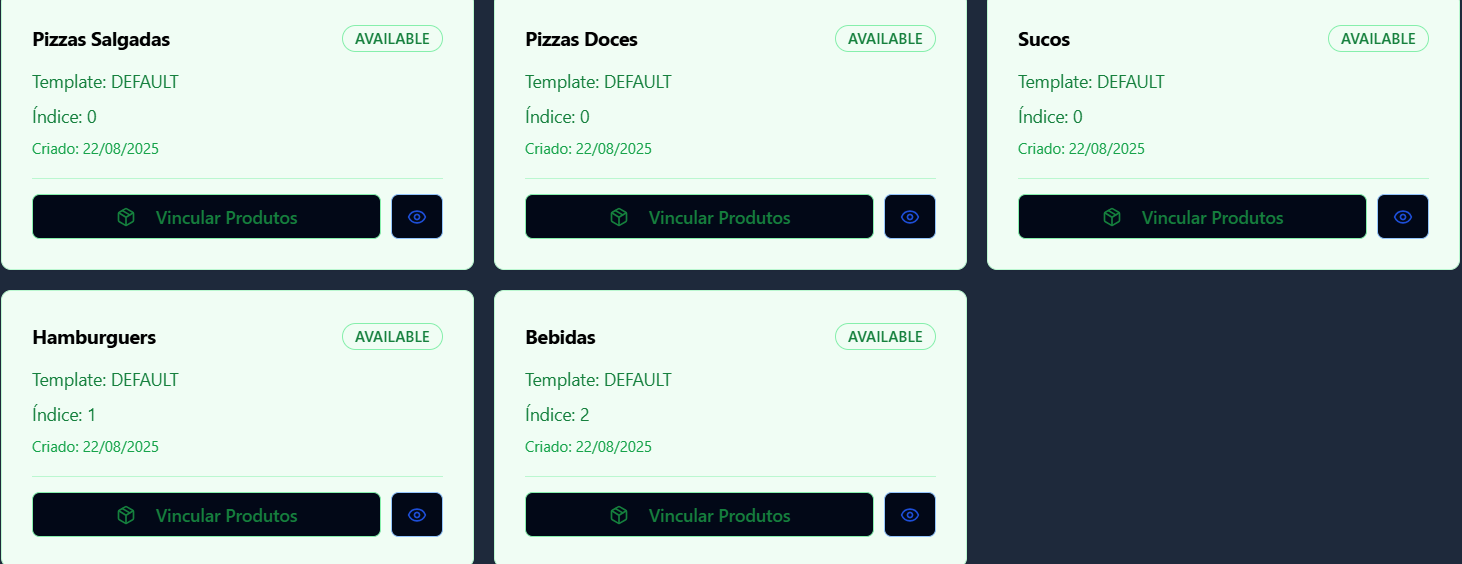 Pizzas Salgadas AVAILABLE
Template: DEFAULT
Índice: 0
Criado: 22/08/2025
Vincular Produtos
Pizzas Doces AVAILABLE
Template: DEFAULT
Índice: 0
Criado: 22/08/2025
Vincular Produtos
Sucos AVAILABLE
Template: DEFAULT
Índice: 0
Criado: 22/08/2025
Vincular Produtos
Hamburguers AVAILABLE
Template: DEFAULT
Índice: 1
Criado: 22/08/2025
Vincular Produtos
Bebidas AVAILABLE
Template: DEFAULT
Índice: 2
Criado: 22/08/2025
Vincular Produtos